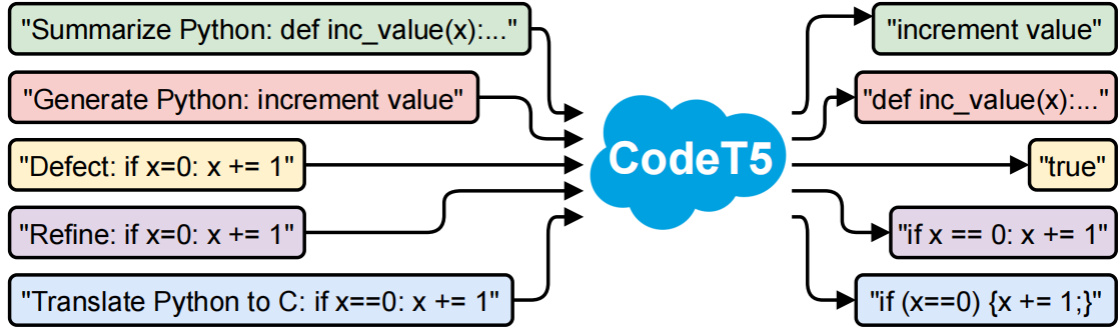 "Summarize Python: def inc_value(x):..."
"increment value"
"Generate Python: increment value"
"def inc_value(x):..."
"Defect: if x=0: x += 1"
CodeT5
"true"
"Refine: if x=0: x += 1"
"if x == 0: x += 1"
"Translate Python to C: if x==0: x += 1"
"if (x==0) {x += 1;}"